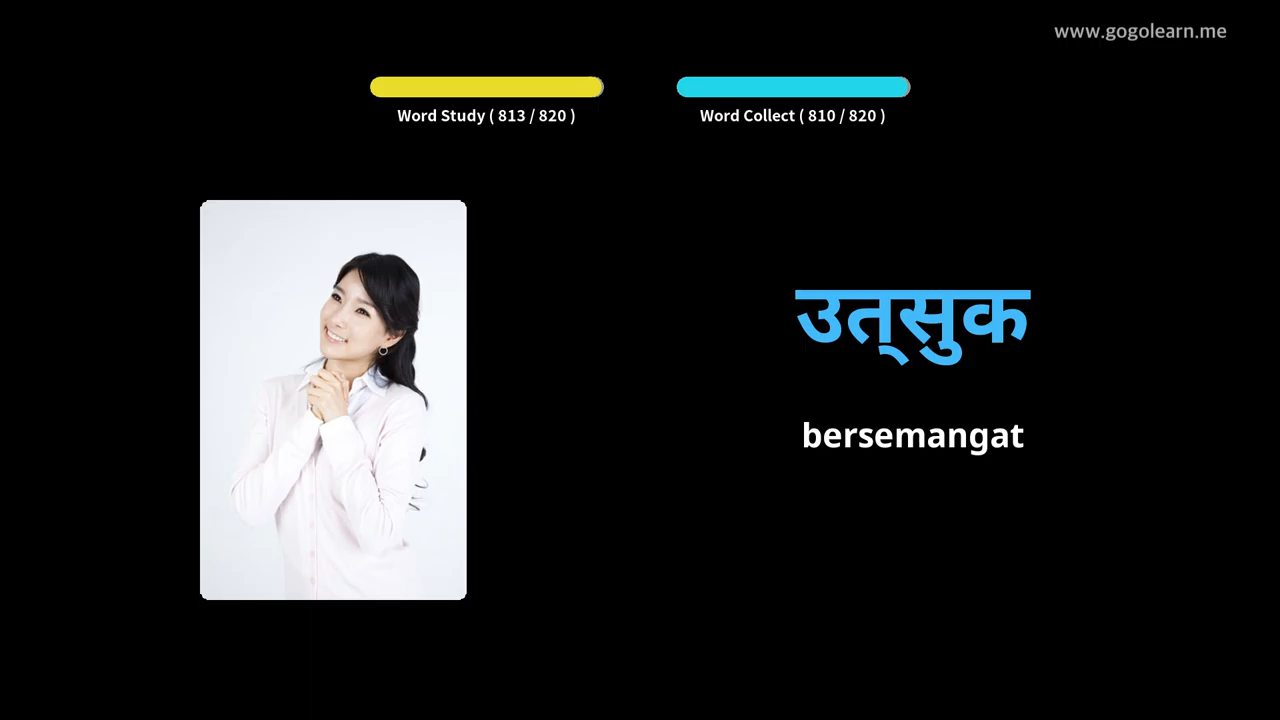 www.gogolearn.me
Word Study ( 813 / 820 )
Word Collect ( 810 / 820 )
उत्सुक
bersemangat